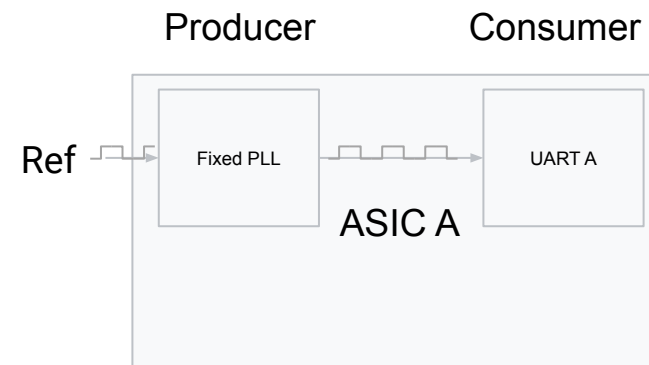 Producer
Consumer
Ref
Fixed PLL
UART A
ASIC A